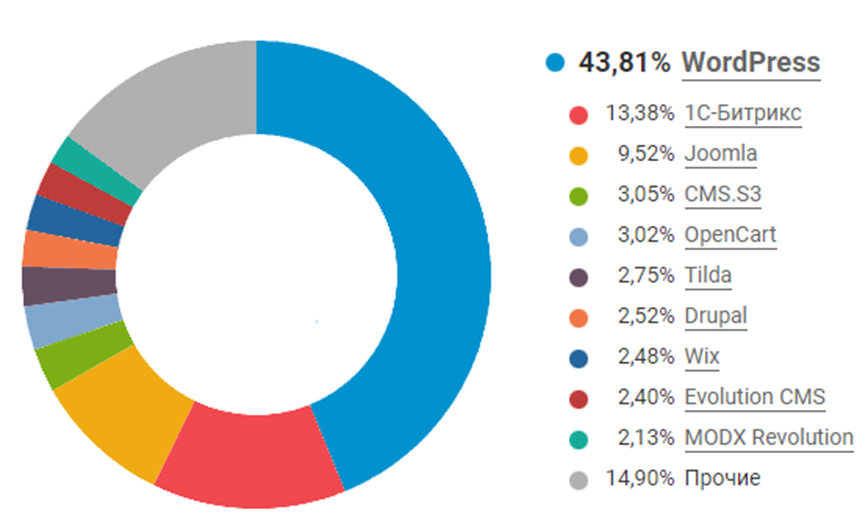 43,81% WordPress
13,38% 1С-Битрикс
9,52% Joomla
3,05% CMS.S3
3,02% OpenCart
2,75% Tilda
2,52% Drupal
2,48% Wix
2,40% Evolution CMS
2,13% MODX Revolution
14,90% Прочие